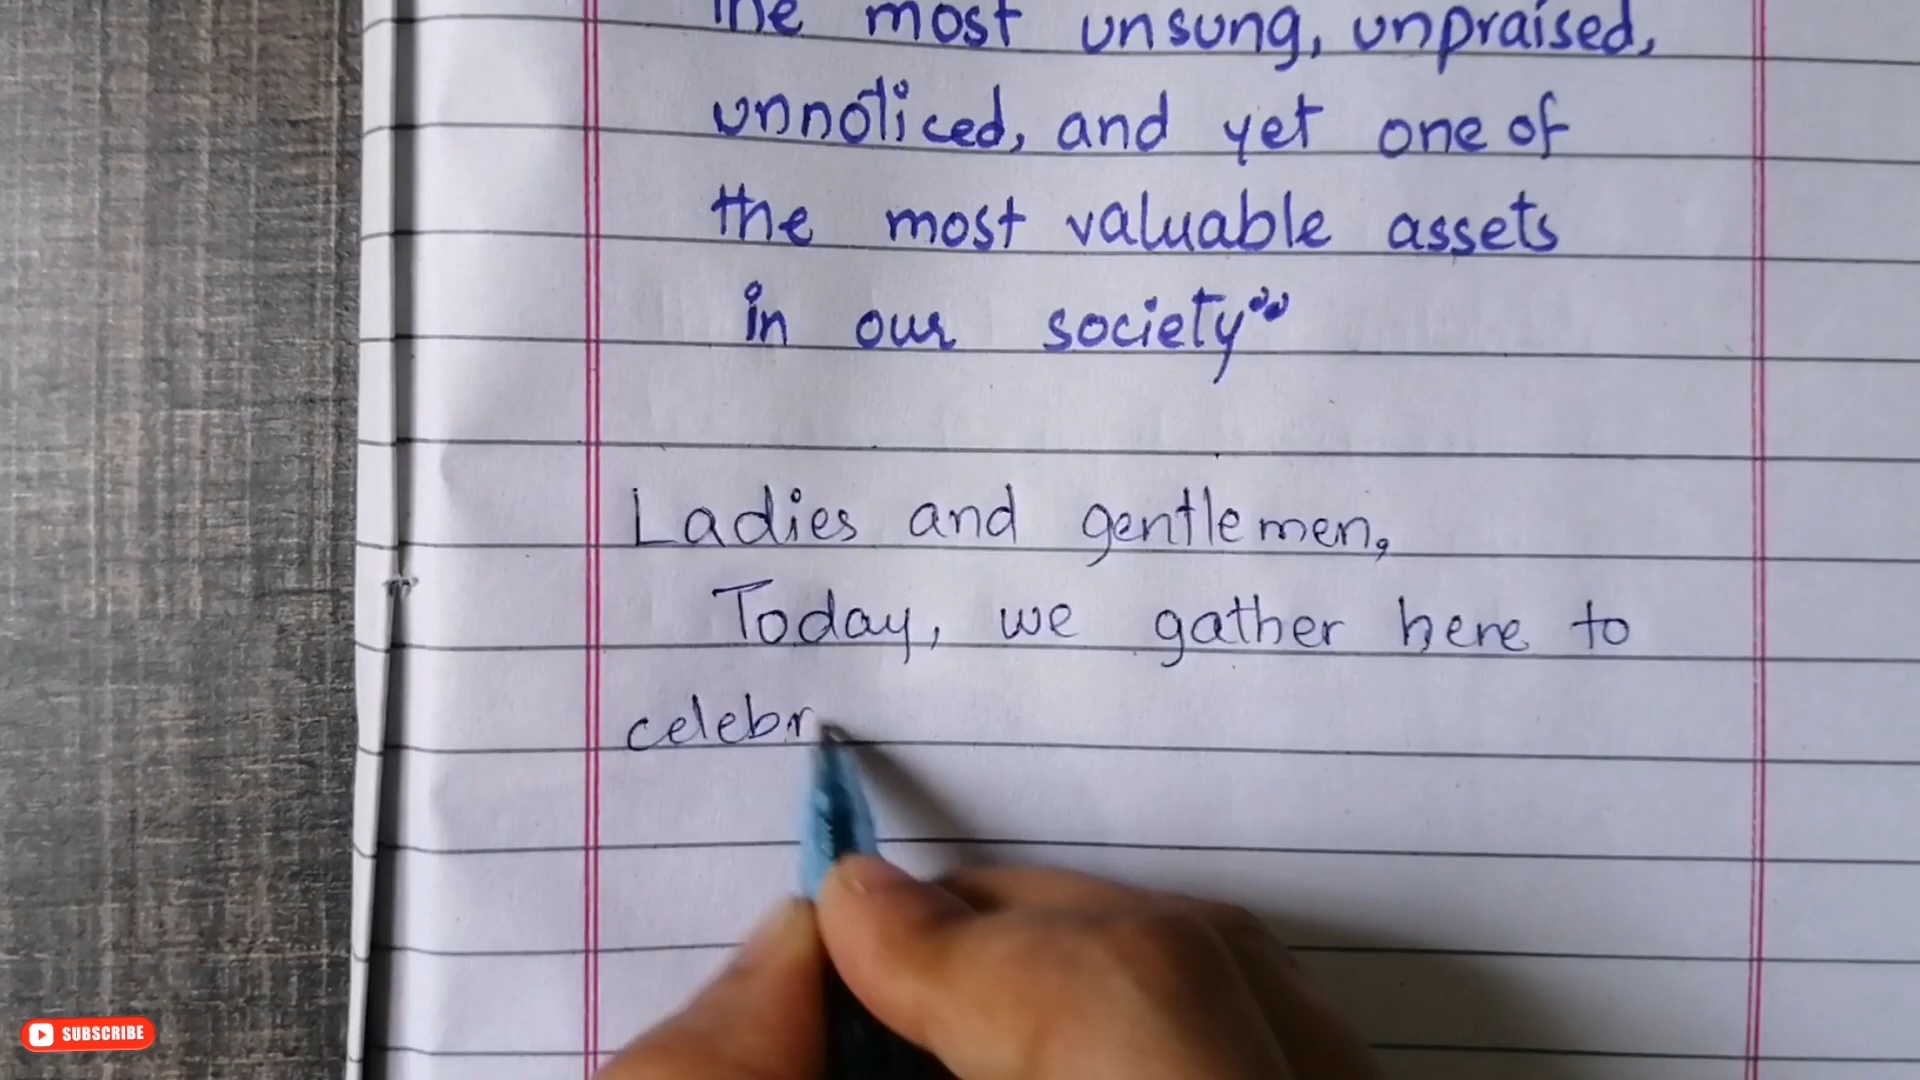 the most unsung, unpraised,
unnoticed, and yet one of
the most valuable assets
in our society"
Ladies and gentlemen,
Today, we gather here to
celebr
SUBSCRIBE